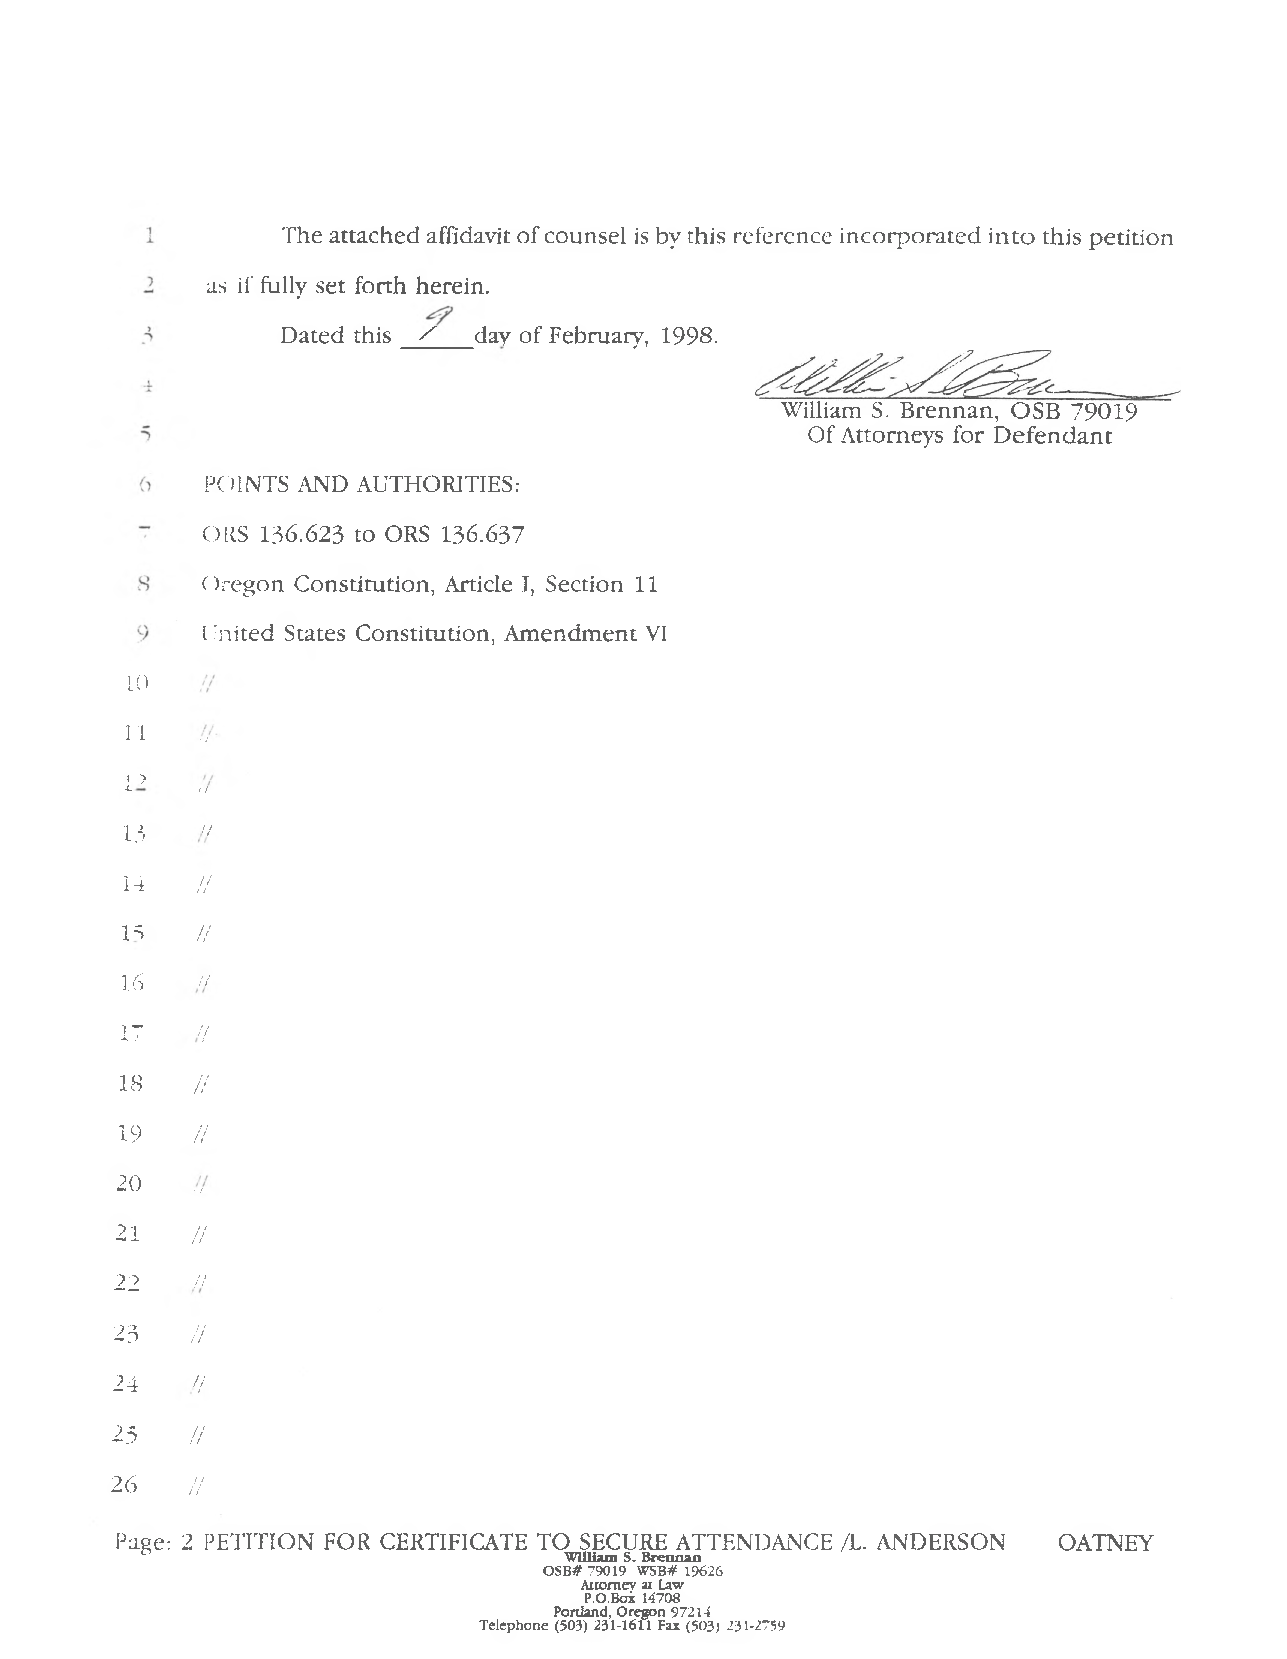 1 The attached affidavit of counsel is by this reference incorporated into this petition
2 as if fully set forth herein.
3 Dated this 9 day of February, 1998.
4 William S. Brennan
William S. Brennan, OSB 79019
5 Of Attorneys for Defendant
6 POINTS AND AUTHORITIES:
7 ORS 136.623 to ORS 136.637
8 Oregon Constitution, Article I, Section 11
9 United States Constitution, Amendment VI
10 //
11 //
12 //
13 //
14 //
15 //
16 //
17 //
18 //
19 //
20 //
21 //
22 //
23 //
24 //
25 //
26 //
Page: 2 PETITION FOR CERTIFICATE TO SECURE ATTENDANCE /L. ANDERSON OATNEY
William S. Brennan
OSB# 79019 WSB# 19626
Attorney at Law
P.O.Box 14708
Portland, Oregon 97214
Telephone (503) 231-1611 Fax (503) 231-2759